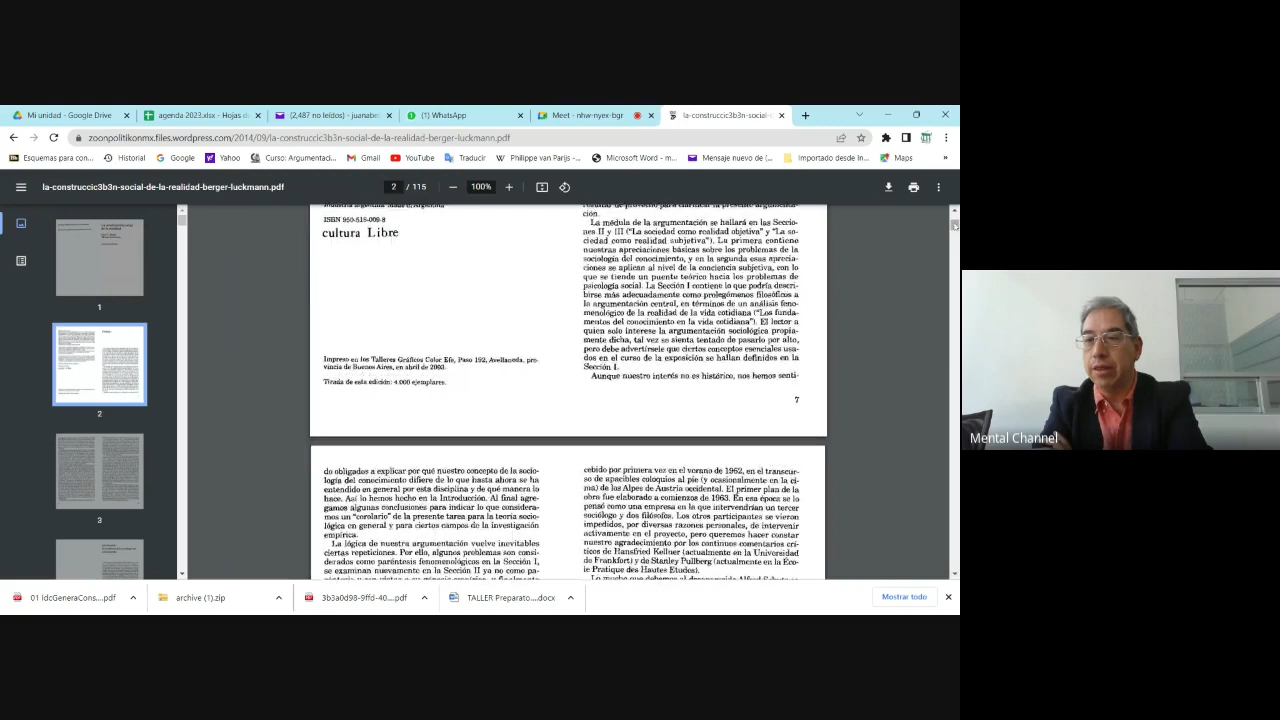 Mi unidad - Google Drive
agenda 2023.xlsx - Hojas d
(2,487 no leídos) - juanabe
(1) WhatsApp
Meet - nhw-nyex-bgr
la-construccic3b3n-social-
zoonpolitikonmx.files.wordpress.com/2014/09/la-construccic3b3n-social-de-la-realidad-berger-luckmann.pdf
Esquemas para con...
Historial
Google
Yahoo
Curso: Argumentaci...
Gmail
YouTube
Traducir
Philippe van Parijs -...
Microsoft Word - m...
Mensaje nuevo de (...
Importado desde In...
Maps
»
la-construccic3b3n-social-de-la-realidad-berger-luckmann.pdf
2 / 115
100%
1
2
3
ISBN 950-518-009-8
cultura Libre
Impreso en los Talleres Gráficos Color Efe, Paso 192, Avellaneda, pro-
vincia de Buenos Aires, en abril de 2003.
Tirada de esta edición: 4.000 ejemplares.
ción.
La médula de la argumentación se hallará en las Seccio-
nes II y III ("La sociedad como realidad objetiva" y "La so-
ciedad como realidad subjetiva"). La primera contiene
nuestras apreciaciones básicas sobre los problemas de la
sociología del conocimiento, y en la segunda esas aprecia-
ciones se aplican al nivel de la conciencia subjetiva, con lo
que se tiende un puente teórico hacia los problemas de
psicología social. La Sección I contiene lo que podría descri-
birse más adecuadamente como prolegómenos filosóficos a
la argumentación central, en términos de un análisis feno-
menológico de la realidad de la vida cotidiana ("Los funda-
mentos del conocimiento en la vida cotidiana"). El lector a
quien solo interese la argumentación sociológica propia-
mente dicha, tal vez se sienta tentado de pasarlo por alto,
pero debe advertírsele que ciertos conceptos esenciales usa-
dos en el curso de la exposición se hallan definidos en la
Sección I.
Aunque nuestro interés no es histórico, nos hemos senti-
7
do obligados a explicar por qué nuestro concepto de la socio-
logía del conocimiento difiere de lo que hasta ahora se ha
entendido en general por esta disciplina y de qué manera lo
hace. Así lo hemos hecho en la Introducción. Al final agre-
gamos algunas conclusiones para indicar lo que considera-
mos un "corolario" de la presente tarea para la teoría socio-
lógica en general y para ciertos campos de la investigación
empírica.
La lógica de nuestra argumentación vuelve inevitables
ciertas repeticiones. Por ello, algunos problemas son consi-
derados como paréntesis fenomenológicos en la Sección I,
se examinan nuevamente en la Sección II ya no como pa-
cebido por primera vez en el verano de 1962, en el transcur-
so de apacibles coloquios al pie (y ocasionalmente en la ci-
ma) de los Alpes de Austria occidental. El primer plan de la
obra fue elaborado a comienzos de 1963. En esa época se lo
pensó como una empresa en la que intervendrían un tercer
sociólogo y dos filósofos. Los otros participantes se vieron
impedidos, por diversas razones personales, de intervenir
activamente en el proyecto, pero queremos hacer constar
nuestro agradecimiento por los continuos comentarios crí-
ticos de Hansfried Kellner (actualmente en la Universidad
de Frankfort) y de Stanley Pullberg (actualmente en la Eco-
le Pratique des Hautes Études).
01 IdcGeneraCons....pdf
archive (1).zip
3b3a0d98-9ffd-40....pdf
TALLER Preparato....docx
Mostrar todo
Mental Channel